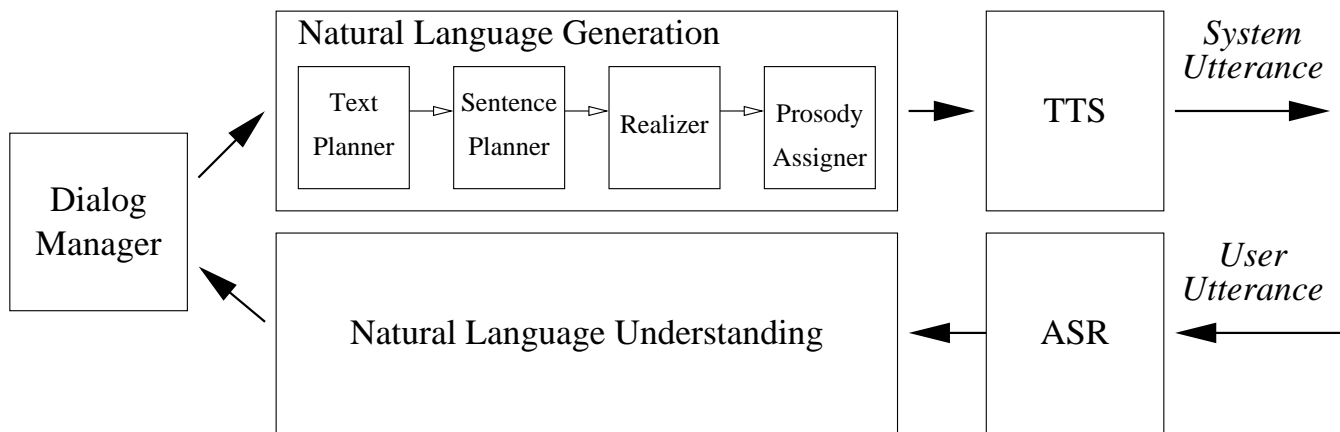 Natural Language Generation
Text
Planner
Sentence
Planner
Realizer
Prosody
Assigner
TTS
System
Utterance
Dialog
Manager
Natural Language Understanding
ASR
User
Utterance